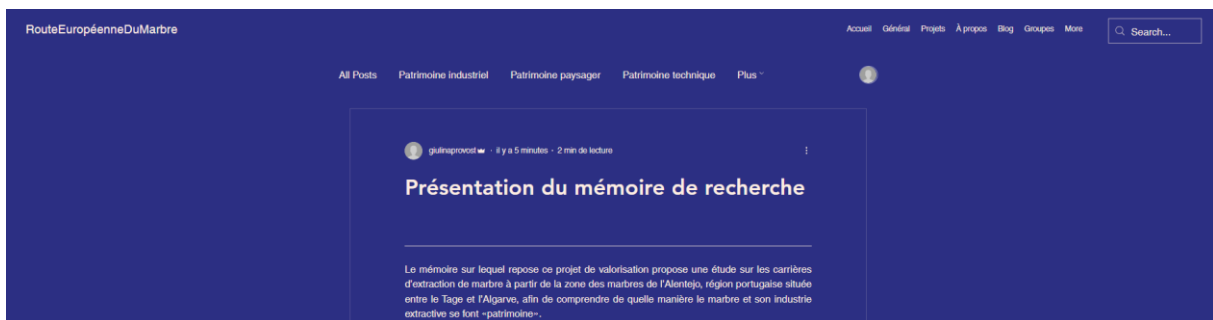 RouteEuropéenneDuMarbre
Accueil Général Projets À propos Blog Groupes More
Search...
All Posts Patrimoine industriel Patrimoine paysager Patrimoine technique Plus
giulinaprovost · il y a 5 minutes · 2 min de lecture
Présentation du mémoire de recherche
Le mémoire sur lequel repose ce projet de valorisation propose une étude sur les carrières
d'extraction de marbre à partir de la zone des marbres de l'Alentejo, région portugaise située
entre le Tage et l'Algarve, afin de comprendre de quelle manière le marbre et son industrie
extractive se font «patrimoine».